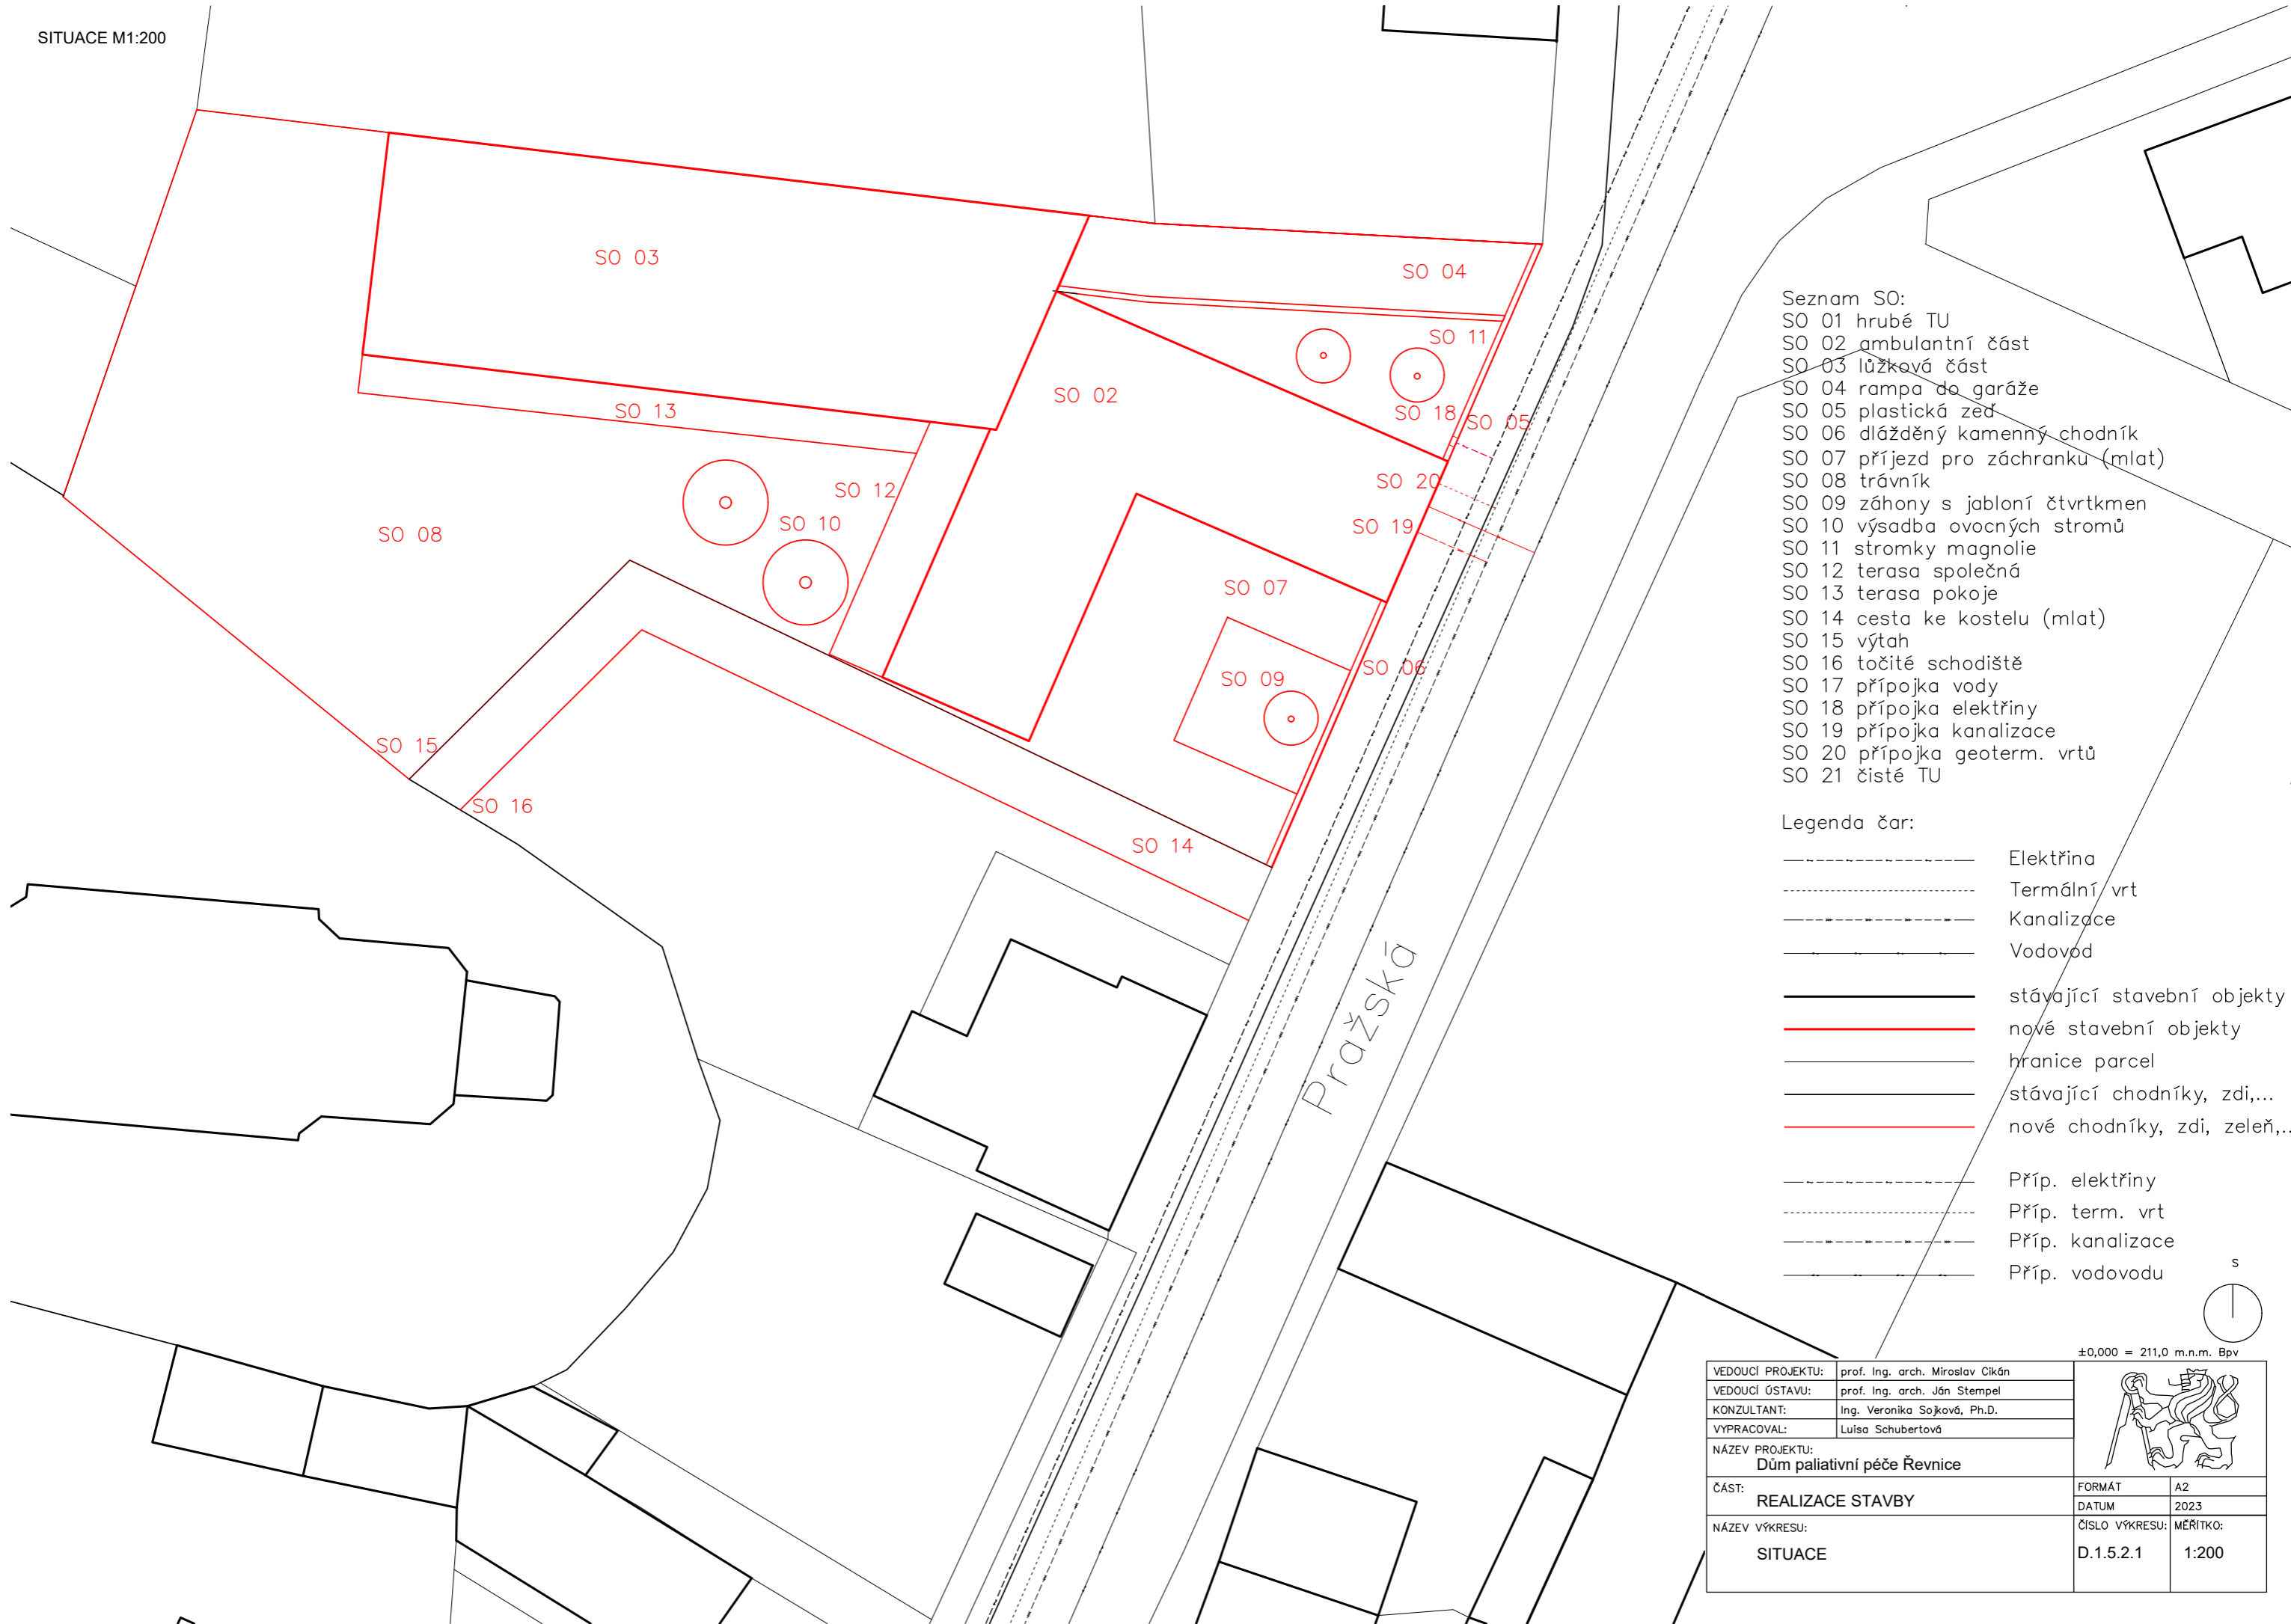 SITUACE M1:200
SO 03
SO 04
SO 11
SO 02
SO 13
SO 18
SO 05
SO 12
SO 20
SO 10
SO 19
SO 08
SO 07
SO 06
SO 09
SO 15
SO 16
SO 14
Pražská
Seznam SO:
SO 01 hrubé TU
SO 02 ambulantní část
SO 03 lůžková část
SO 04 rampa do garáže
SO 05 plastická zeď
SO 06 dlážděný kamenný chodník
SO 07 příjezd pro záchranku (mlat)
SO 08 trávník
SO 09 záhony s jabloní čtvrtkmen
SO 10 výsadba ovocných stromů
SO 11 stromky magnolie
SO 12 terasa společná
SO 13 terasa pokoje
SO 14 cesta ke kostelu (mlat)
SO 15 výtah
SO 16 točité schodiště
SO 17 přípojka vody
SO 18 přípojka elektřiny
SO 19 přípojka kanalizace
SO 20 přípojka geoterm. vrtů
SO 21 čisté TU
Legenda čar:
Elektřina
Termální vrt
Kanalizace
Vodovod
stávající stavební objekty
nové stavební objekty
hranice parcel
stávající chodníky, zdi,...
nové chodníky, zdi, zeleň,..
Příp. elektřiny
Příp. term. vrt
Příp. kanalizace
Příp. vodovodu
S
±0,000 = 211,0 m.n.m. Bpv
VEDOUCÍ PROJEKTU: prof. Ing. arch. Miroslav Cikán
VEDOUCÍ ÚSTAVU: prof. Ing. arch. Ján Stempel
KONZULTANT: Ing. Veronika Sojková, Ph.D.
VYPRACOVAL: Luisa Schubertová
NÁZEV PROJEKTU:
Dům paliativní péče Řevnice
ČÁST:
REALIZACE STAVBY
FORMÁT A2
DATUM 2023
NÁZEV VÝKRESU:
SITUACE
ČÍSLO VÝKRESU: MĚŘÍTKO:
D.1.5.2.1 1:200